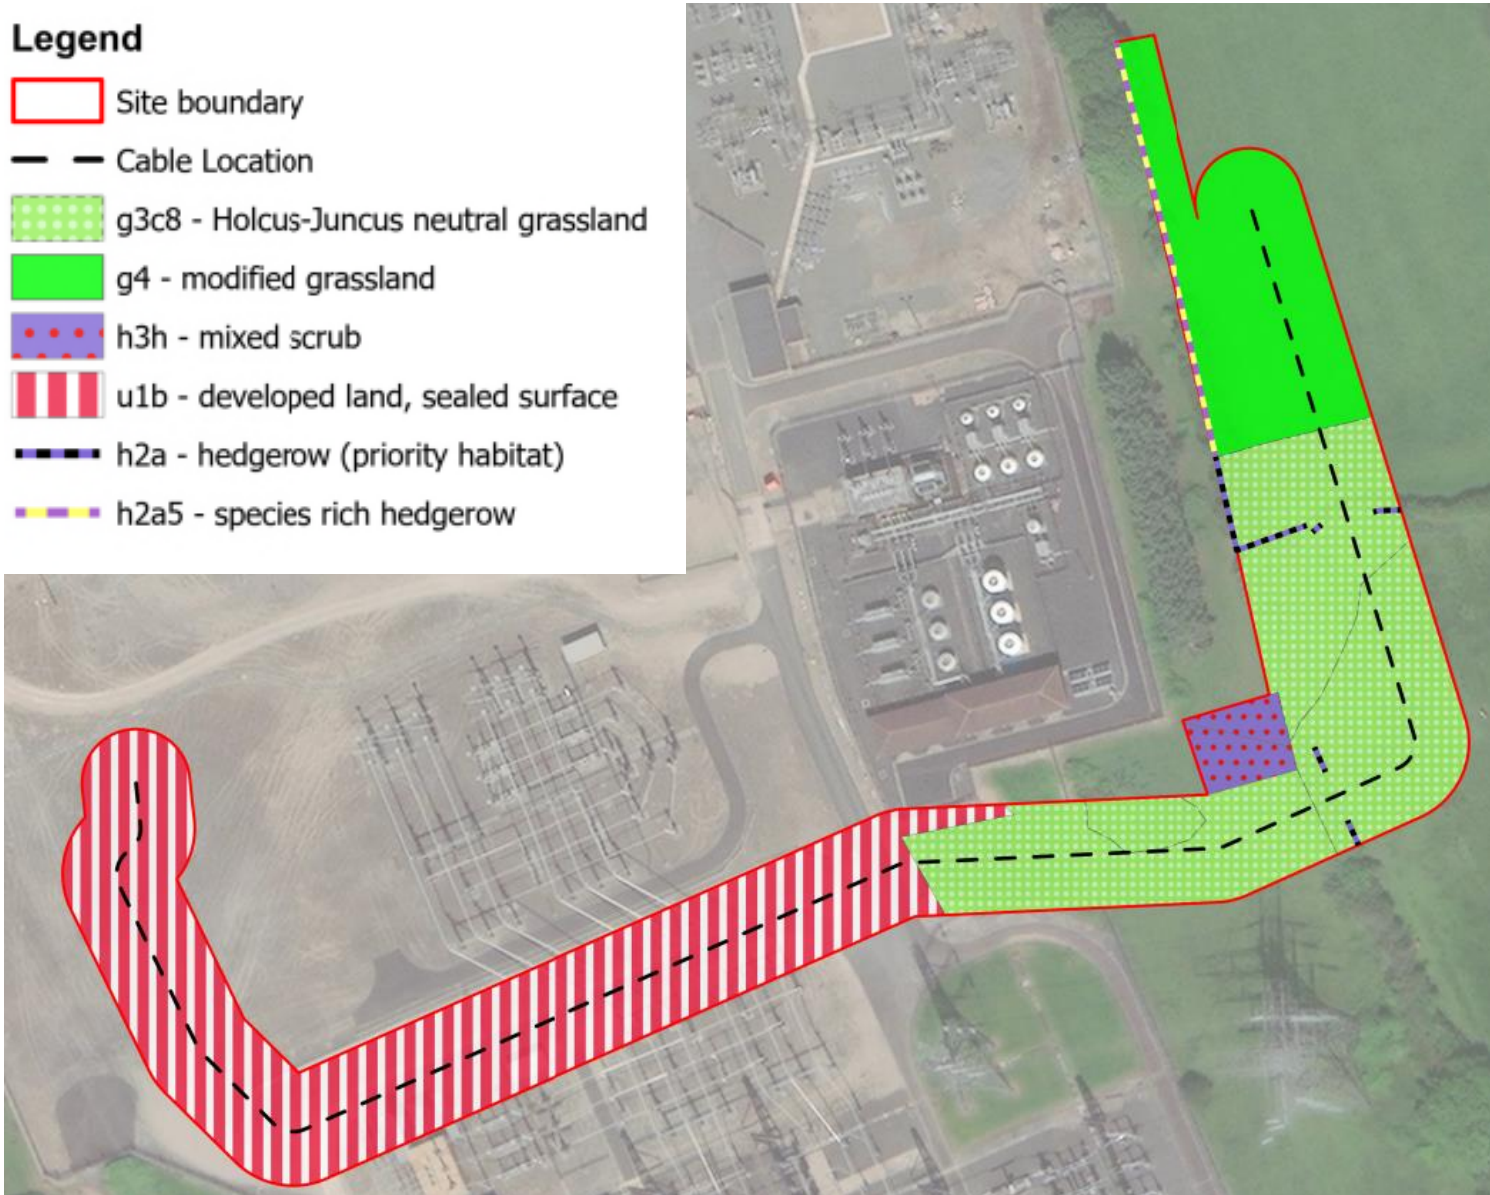 Legend
Site boundary
Cable Location
g3c8 - Holcus-Juncus neutral grassland
g4 - modified grassland
h3h - mixed scrub
u1b - developed land, sealed surface
h2a - hedgerow (priority habitat)
h2a5 - species rich hedgerow